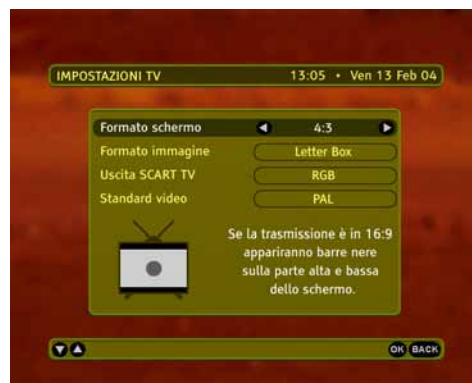 IMPOSTAZIONI TV 13:05 • Ven 13 Feb 04
Formato schermo 4:3
Formato immagine Letter Box
Uscita SCART TV RGB
Standard video PAL
Se la trasmissione è in 16:9
appariranno barre nere
sulla parte alta e bassa
dello schermo.
OK BACK